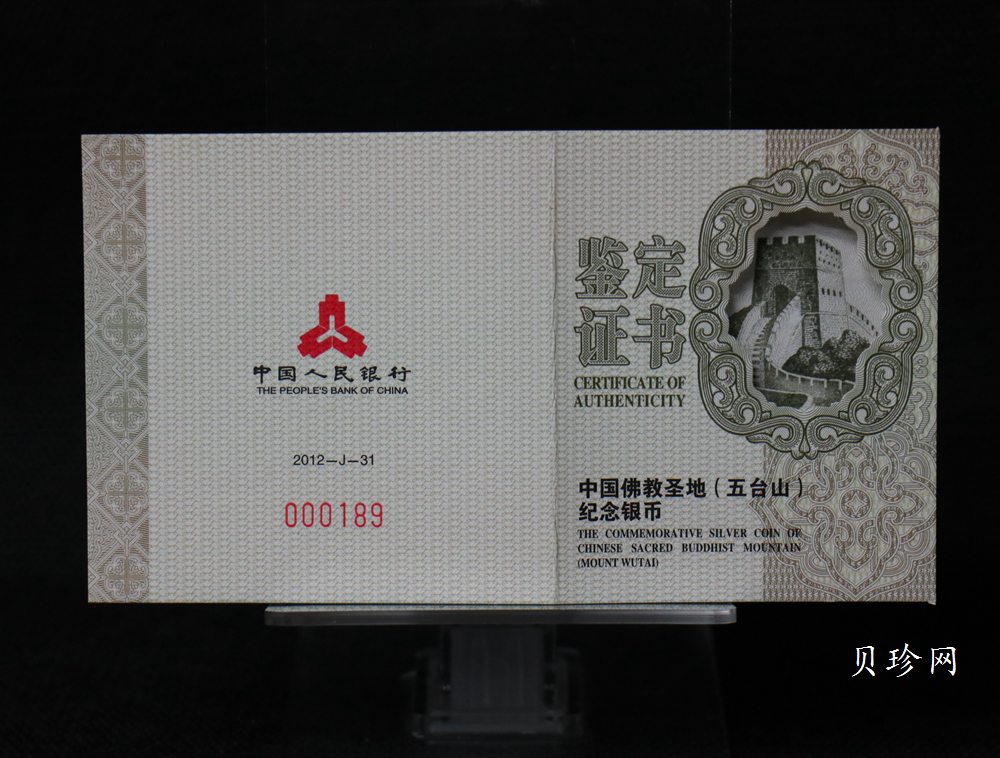 中国人民银行
THE PEOPLE'S BANK OF CHINA
2012—J—31
000189
鉴定
证书
CERTIFICATE OF
AUTHENTICITY
中国佛教圣地（五台山）
纪念银币
THE COMMEMORATIVE SILVER COIN OF
CHINESE SACRED BUDDHIST MOUNTAIN
(MOUNT WUTAI)
贝珍网